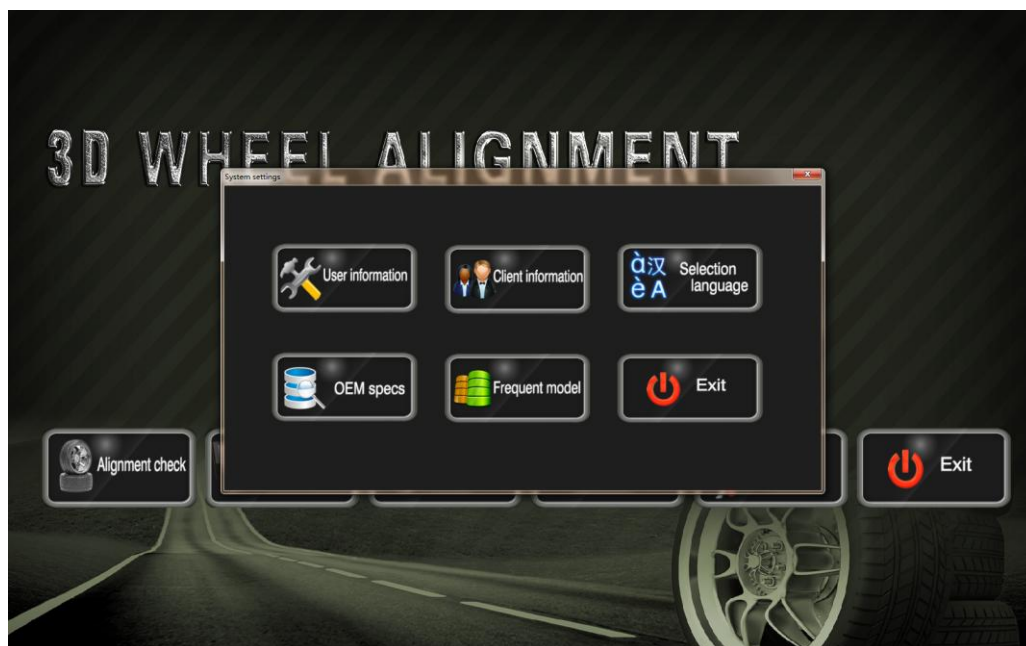 3D WHEEL ALIGNMENT
System settings
User information
Client information
à汉
èA
Selection
language
OEM specs
Frequent model
Exit
Alignment check
Exit